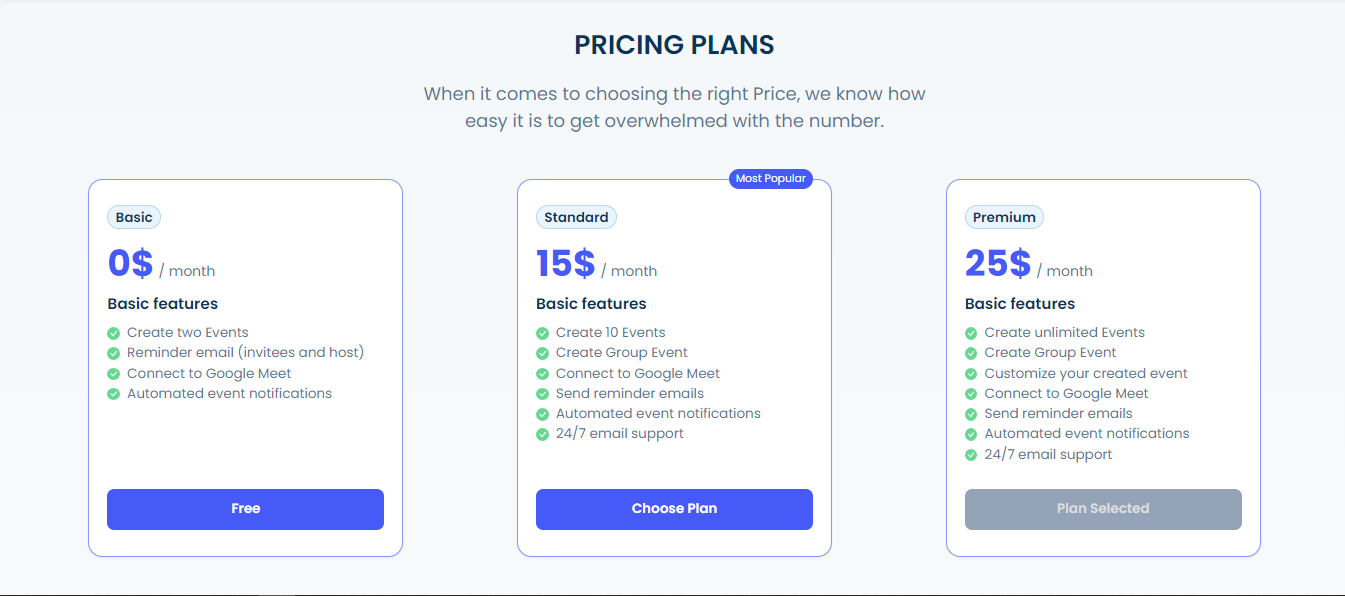 PRICING PLANS
When it comes to choosing the right Price, we know how
easy it is to get overwhelmed with the number.
Basic
0$ / month
Basic features
Create two Events
Reminder email (invitees and host)
Connect to Google Meet
Automated event notifications
Free
Most Popular
Standard
15$ / month
Basic features
Create 10 Events
Create Group Event
Connect to Google Meet
Send reminder emails
Automated event notifications
24/7 email support
Choose Plan
Premium
25$ / month
Basic features
Create unlimited Events
Create Group Event
Customize your created event
Connect to Google Meet
Send reminder emails
Automated event notifications
24/7 email support
Plan Selected